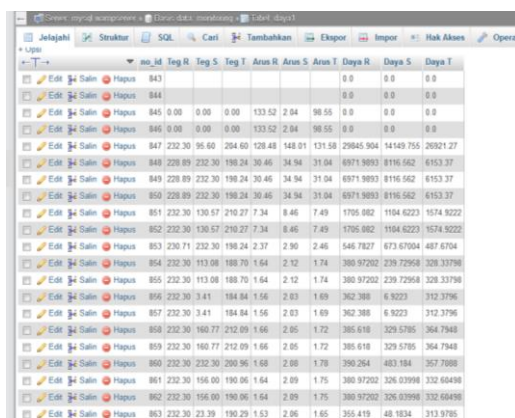 Server: mysql wampserver » Basis data: monitoring » Tabel: daya1
Jelajahi Struktur SQL Cari Tambahkan Ekspor Impor Hak Akses Opera
+ Opsi
←T→ no_id Teg R Teg S Teg T Arus R Arus S Arus T Daya R Daya S Daya T
Edit Salin Hapus 843 0.0 0.0 0.0
Edit Salin Hapus 844 0.0 0.0 0.0
Edit Salin Hapus 845 0.00 0.00 0.00 133.52 2.04 98.55 0.0 0.0 0.0
Edit Salin Hapus 846 0.00 0.00 0.00 133.52 2.04 98.55 0.0 0.0 0.0
Edit Salin Hapus 847 232.30 95.60 204.60 128.48 148.01 131.58 29845.904 14149.755 26921.27
Edit Salin Hapus 848 228.89 232.30 198.24 30.46 34.94 31.04 6971.9893 8116.562 6153.37
Edit Salin Hapus 849 228.89 232.30 198.24 30.46 34.94 31.04 6971.9893 8116.562 6153.37
Edit Salin Hapus 850 228.89 232.30 198.24 30.46 34.94 31.04 6971.9893 8116.562 6153.37
Edit Salin Hapus 851 232.30 130.57 210.27 7.34 8.46 7.49 1705.082 1104.6223 1574.9222
Edit Salin Hapus 852 232.30 130.57 210.27 7.34 8.46 7.49 1705.082 1104.6223 1574.9222
Edit Salin Hapus 853 230.71 232.30 198.24 2.37 2.90 2.46 546.7827 673.67004 487.6704
Edit Salin Hapus 854 232.30 113.08 188.70 1.64 2.12 1.74 380.97202 239.72958 328.33798
Edit Salin Hapus 855 232.30 113.08 188.70 1.64 2.12 1.74 380.97202 239.72958 328.33798
Edit Salin Hapus 856 232.30 3.41 184.84 1.56 2.03 1.69 362.388 6.9223 312.3796
Edit Salin Hapus 857 232.30 3.41 184.84 1.56 2.03 1.69 362.388 6.9223 312.3796
Edit Salin Hapus 858 232.30 160.77 212.09 1.66 2.05 1.72 385.618 329.5785 364.7948
Edit Salin Hapus 859 232.30 160.77 212.09 1.66 2.05 1.72 385.618 329.5785 364.7948
Edit Salin Hapus 860 232.30 232.30 200.96 1.68 2.08 1.78 390.264 483.184 357.7088
Edit Salin Hapus 861 232.30 156.00 190.06 1.64 2.09 1.75 380.97202 326.03998 332.60498
Edit Salin Hapus 862 232.30 156.00 190.06 1.64 2.09 1.75 380.97202 326.03998 332.60498
Edit Salin Hapus 863 232.30 23.39 190.29 1.53 2.06 1.65 355.419 48.1834 313.9785